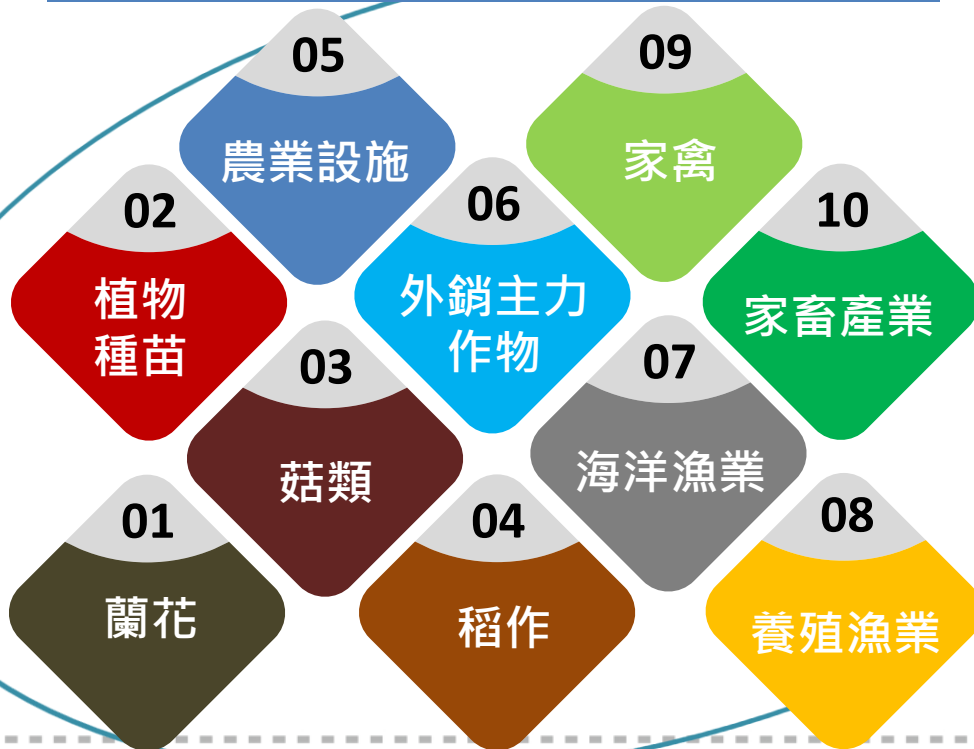 05
農業設施
09
家禽
02
植物
種苗
06
外銷主力
作物
10
家畜產業
03
菇類
07
海洋漁業
01
蘭花
04
稻作
08
養殖漁業